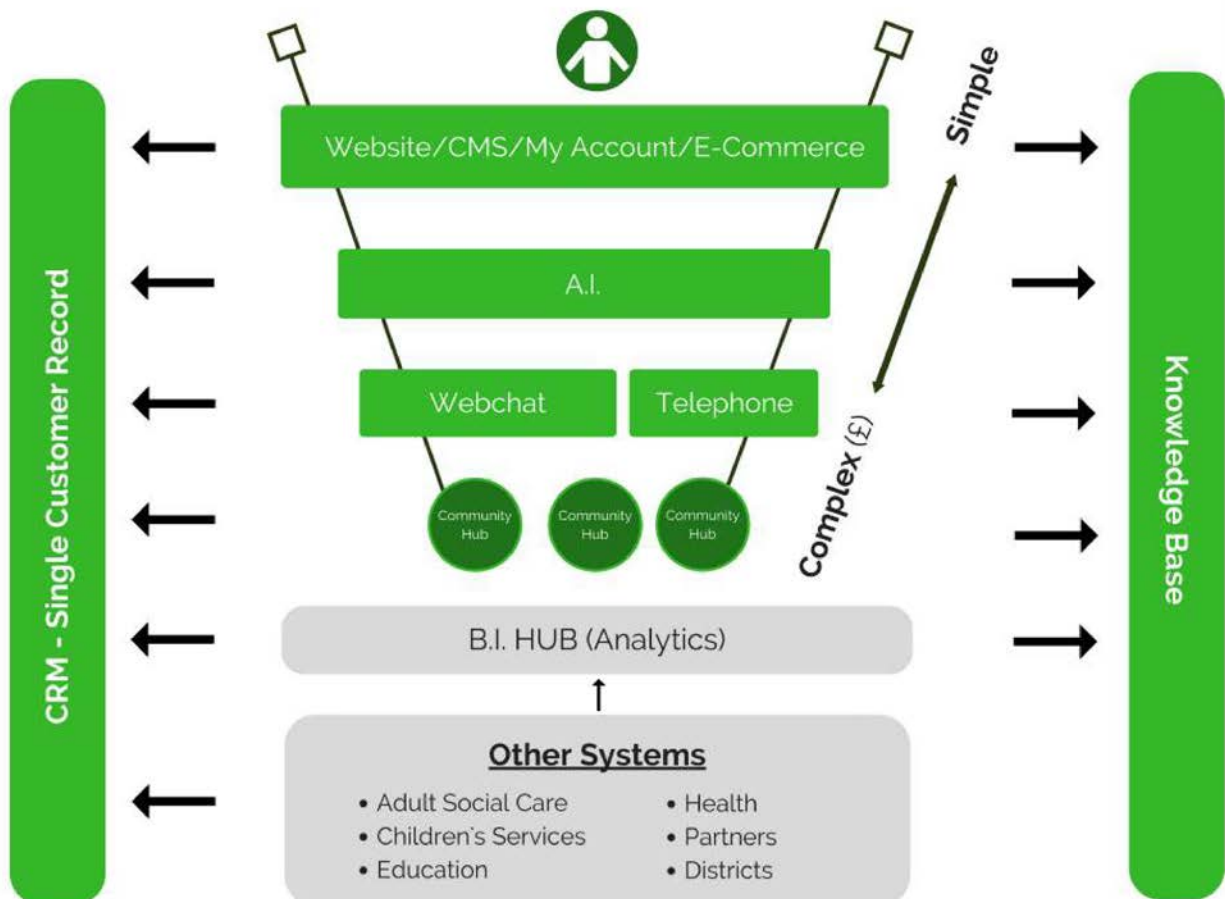 CRM - Single Customer Record
Website/CMS/My Account/E-Commerce
Simple
A.I.
Webchat
Telephone
Complex (£)
Community
Hub
Community
Hub
Community
Hub
B.I. HUB (Analytics)
Other Systems
• Adult Social Care
• Children's Services
• Education
• Health
• Partners
• Districts
Knowledge Base